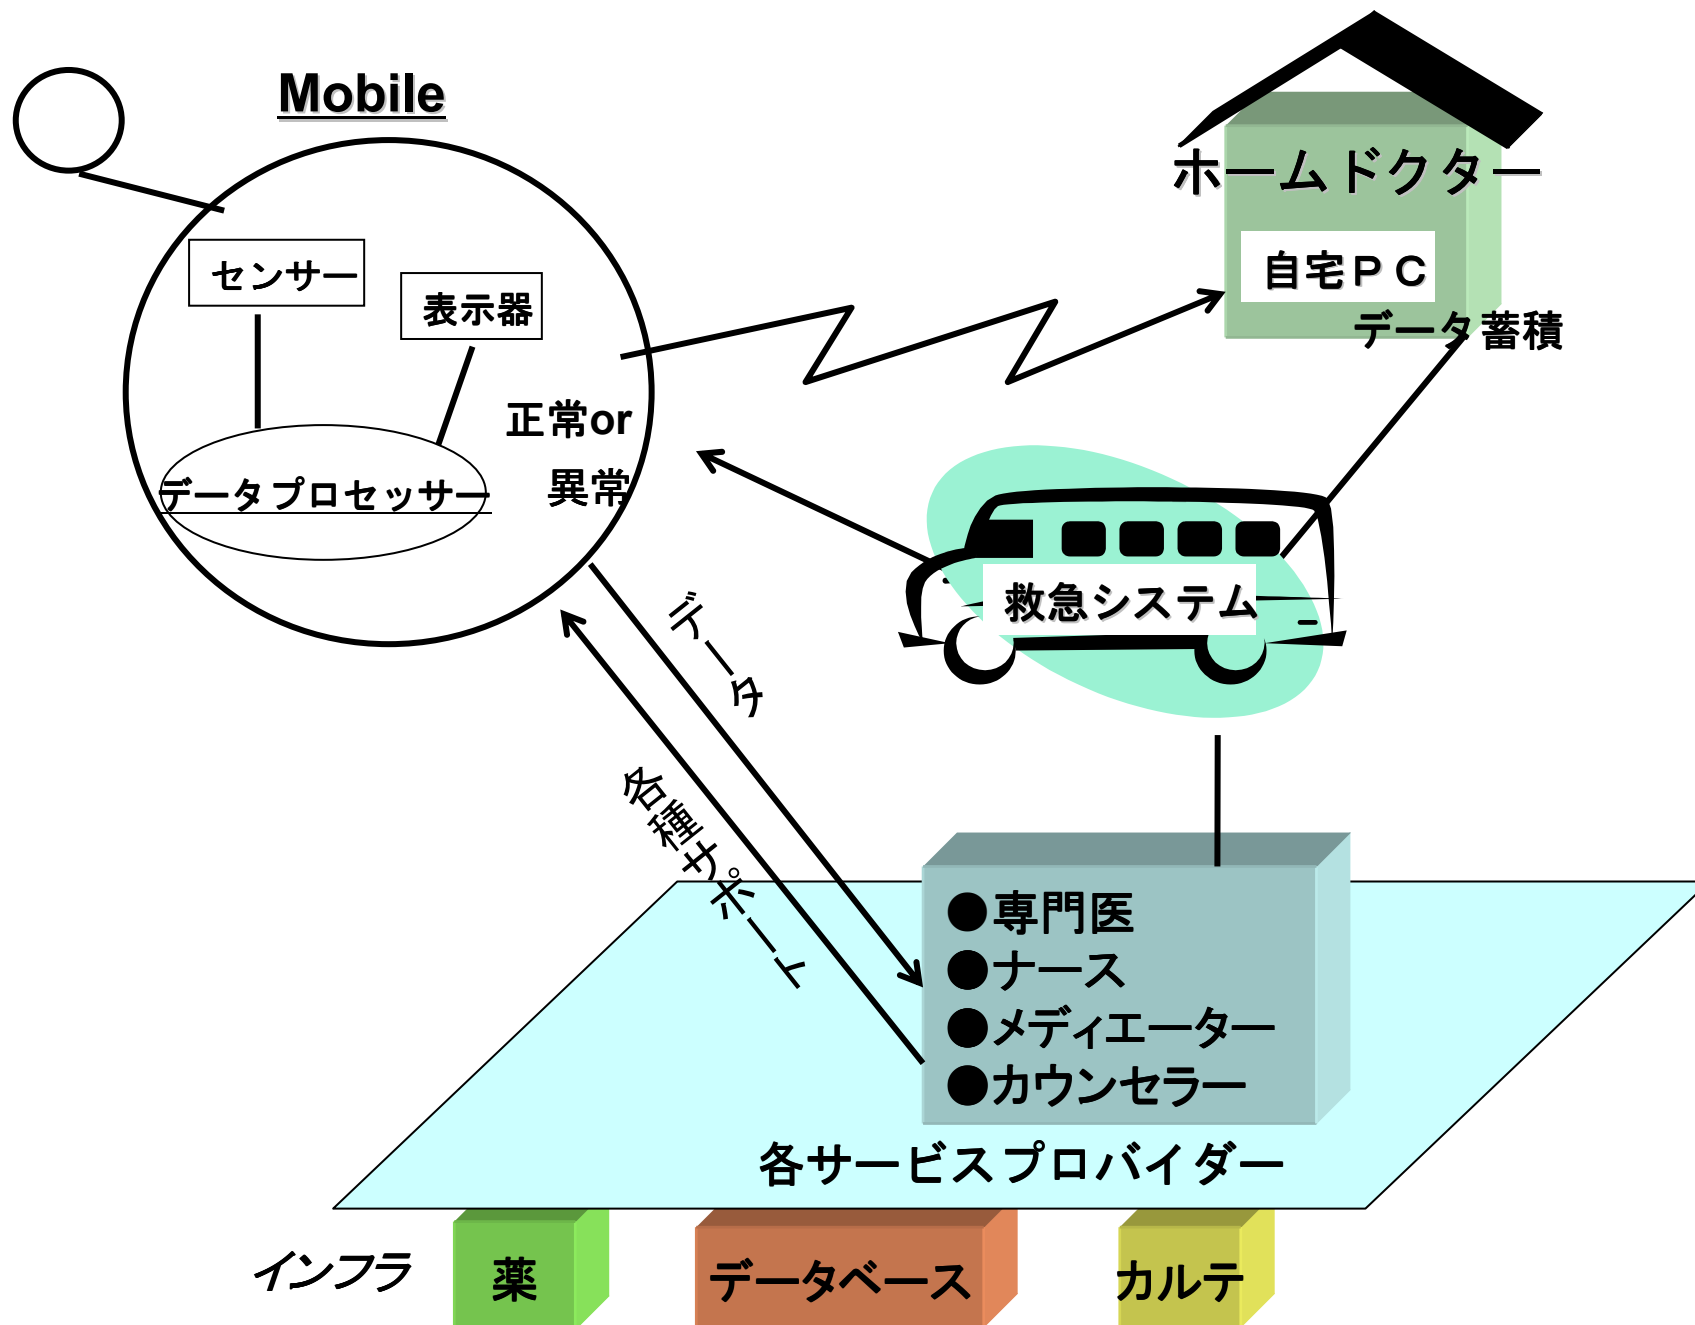 Mobile
ホームドクター
センサー
表示器
自宅ＰＣ
データ蓄積
正常or
異常
データプロセッサー
救急システム
データ
各種サポート
●専門医
●ナース
●メディエーター
●カウンセラー
各サービスプロバイダー
インフラ
薬
データベース
カルテ